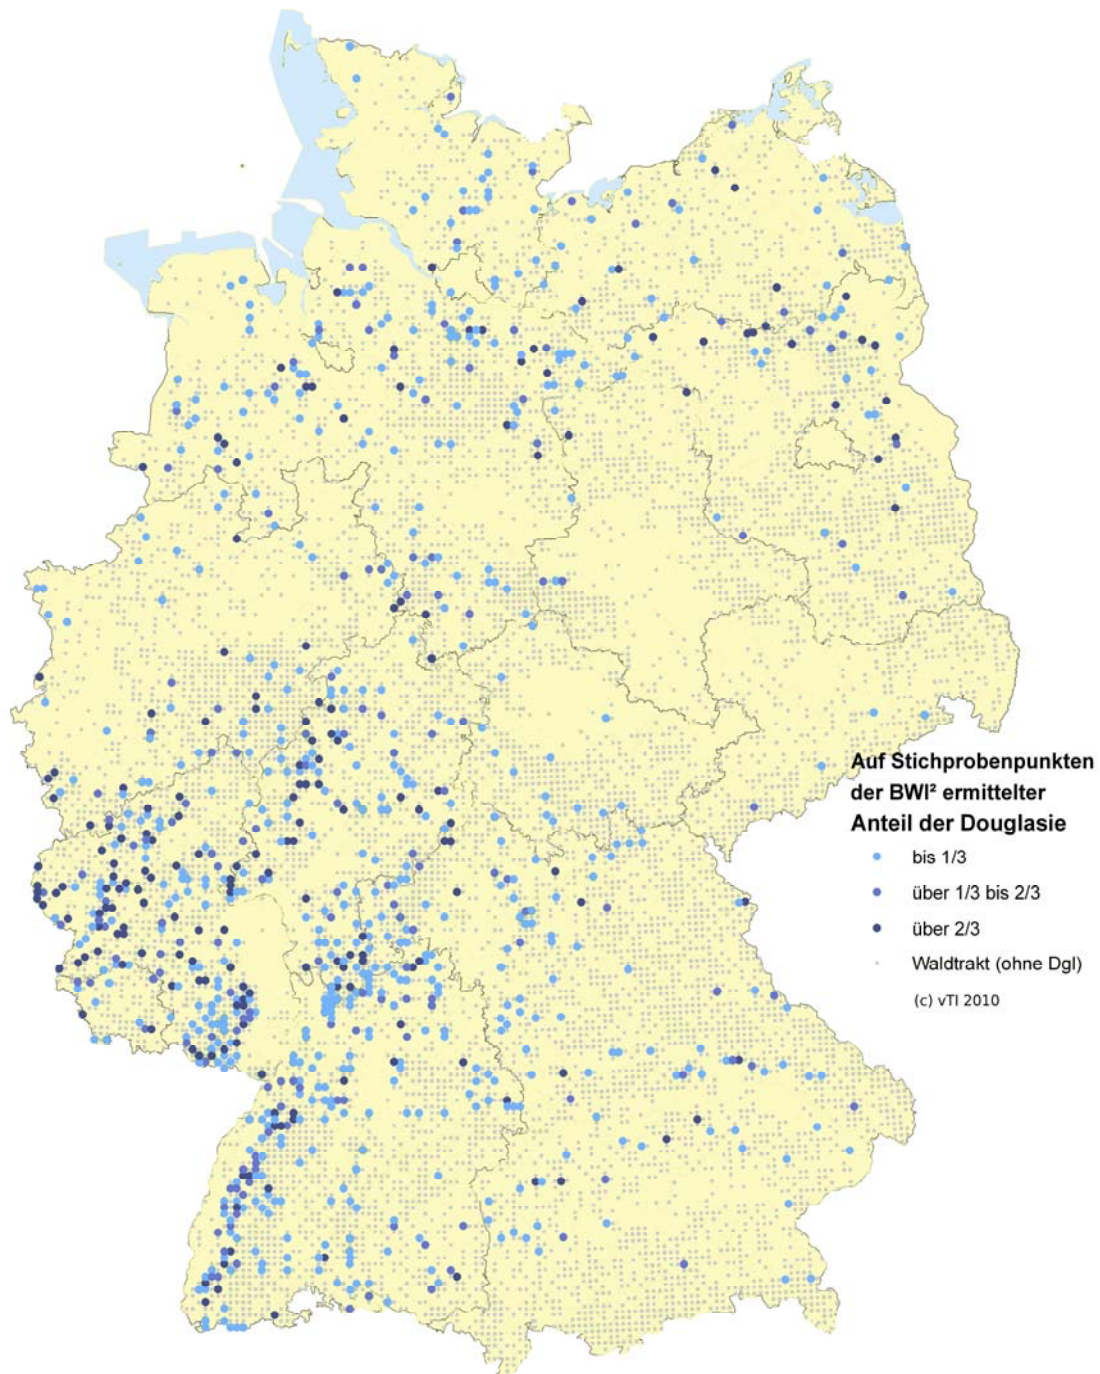 Auf Stichprobenpunkten
der BWI² ermittelter
Anteil der Douglasie
bis 1/3
über 1/3 bis 2/3
über 2/3
Waldtrakt (ohne Dgl)
(c) vTI 2010